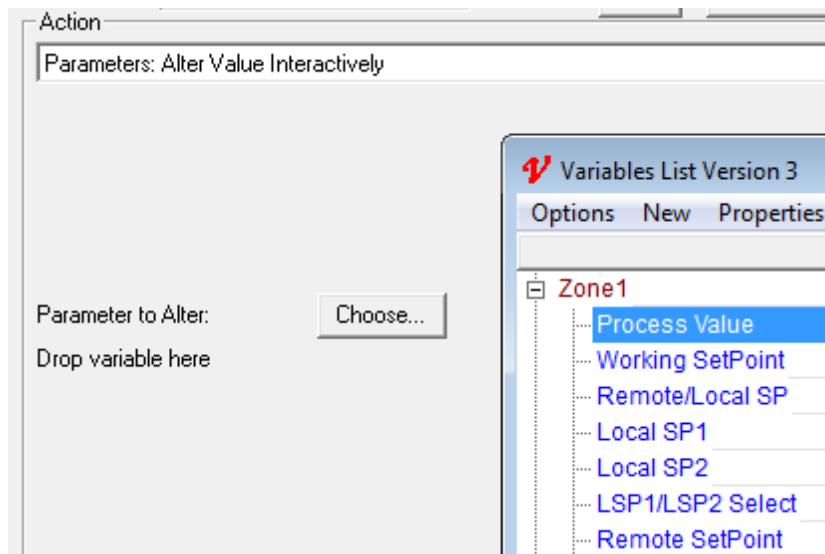 Action
Parameters: Alter Value Interactively
Variables List Version 3
Options New Properties
Zone1
Process Value
Parameter to Alter:
Choose...
Working SetPoint
Drop variable here
Remote/Local SP
Local SP1
Local SP2
LSP1/LSP2 Select
Remote SetPoint